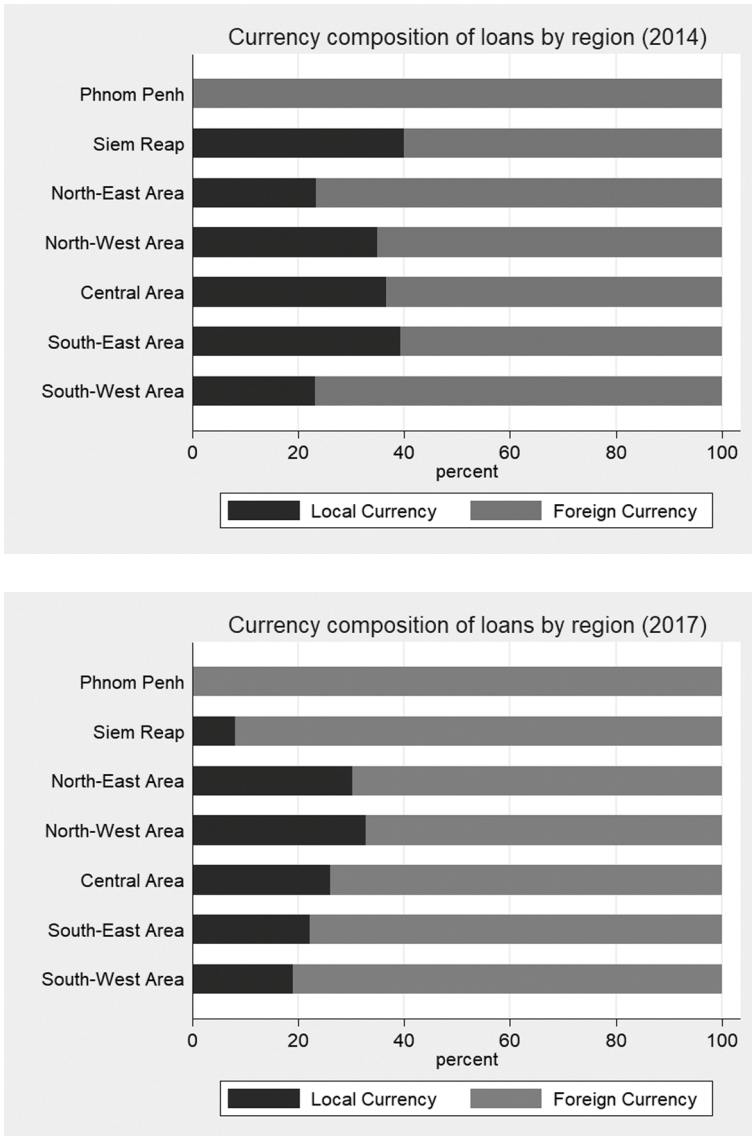 Currency composition of loans by region (2014)
Phnom Penh
Siem Reap
North-East Area
North-West Area
Central Area
South-East Area
South-West Area
0 20 40 60 80 100
percent
Local Currency Foreign Currency
Currency composition of loans by region (2017)
Phnom Penh
Siem Reap
North-East Area
North-West Area
Central Area
South-East Area
South-West Area
0 20 40 60 80 100
percent
Local Currency Foreign Currency